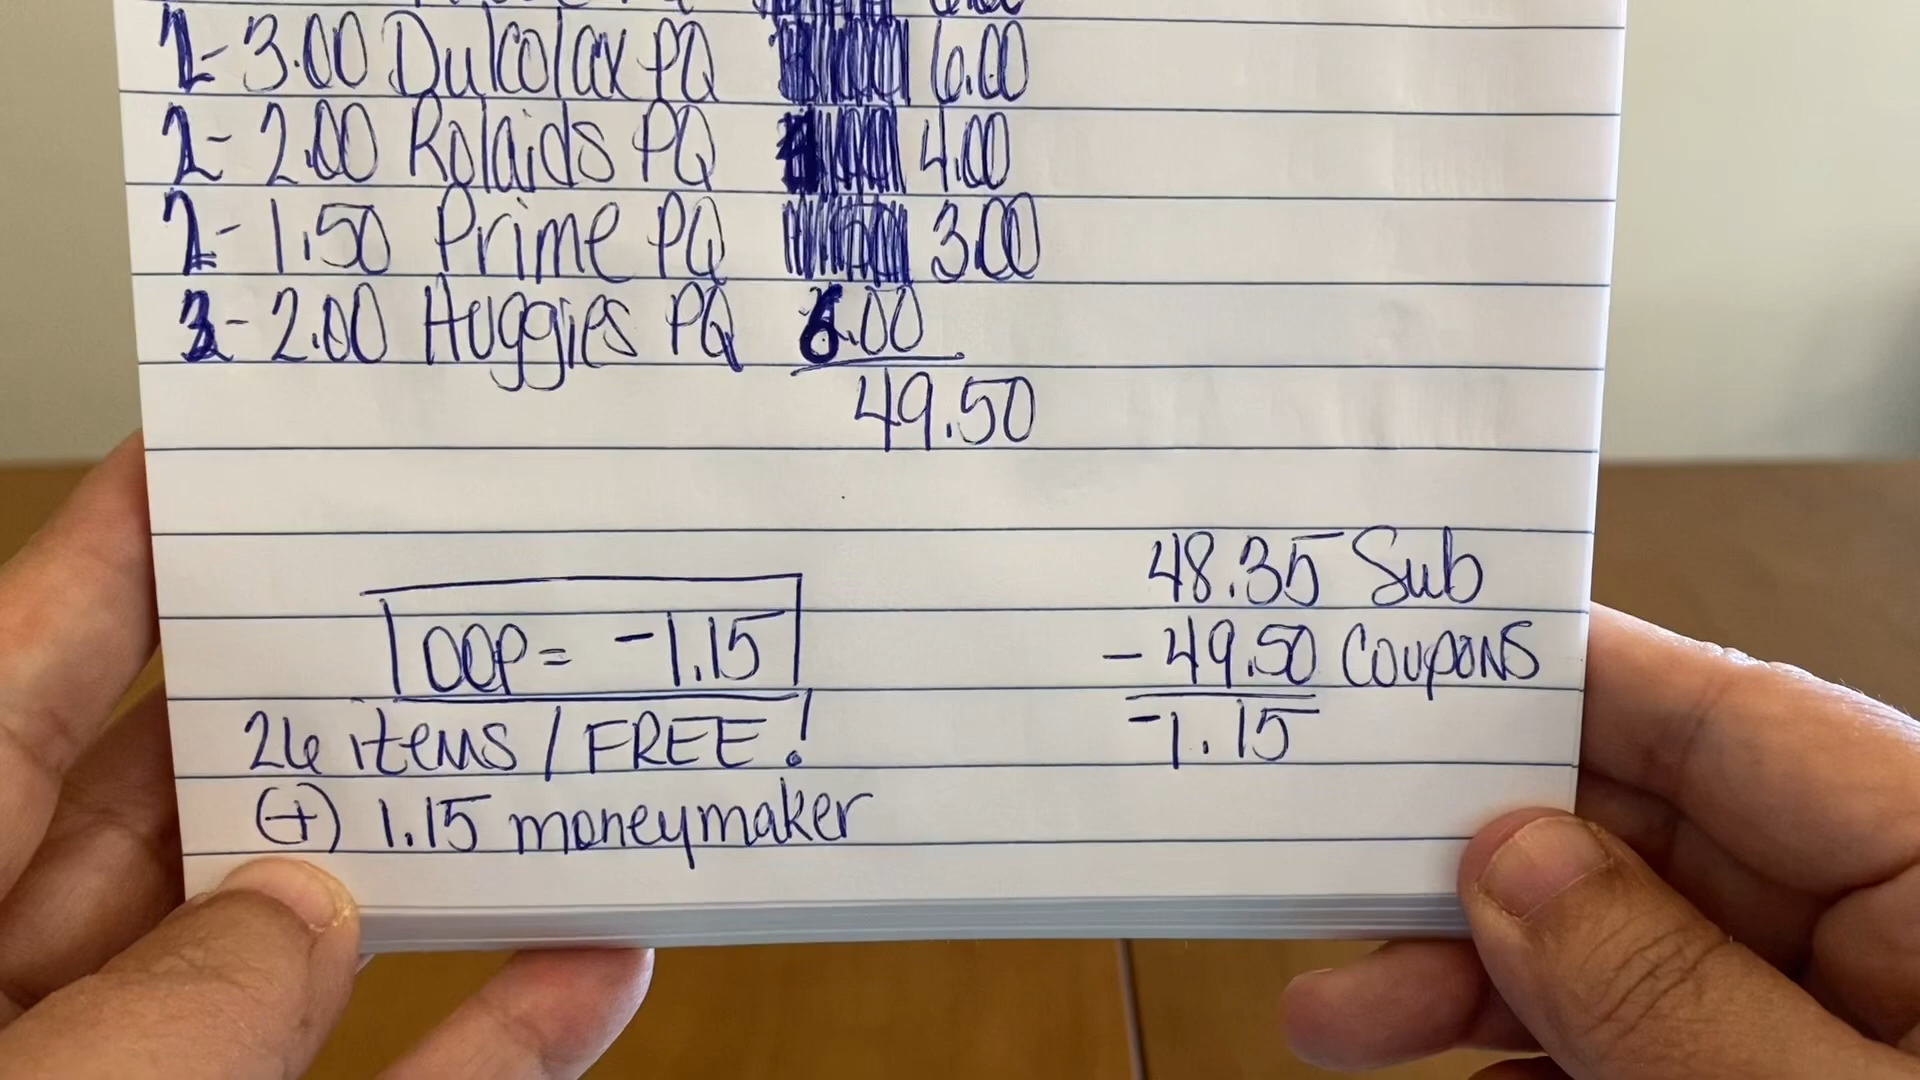 2- 3.00 Dulcolax PQ 6.00
2- 2.00 Rolaids PQ 4.00
2- 1.50 Prime PQ 3.00
3- 2.00 Huggies PQ 6.00
49.50
48.35 Sub
OOP = -1.15
- 49.50 Coupons
26 items / FREE!
-1.15
(+) 1.15 moneymaker